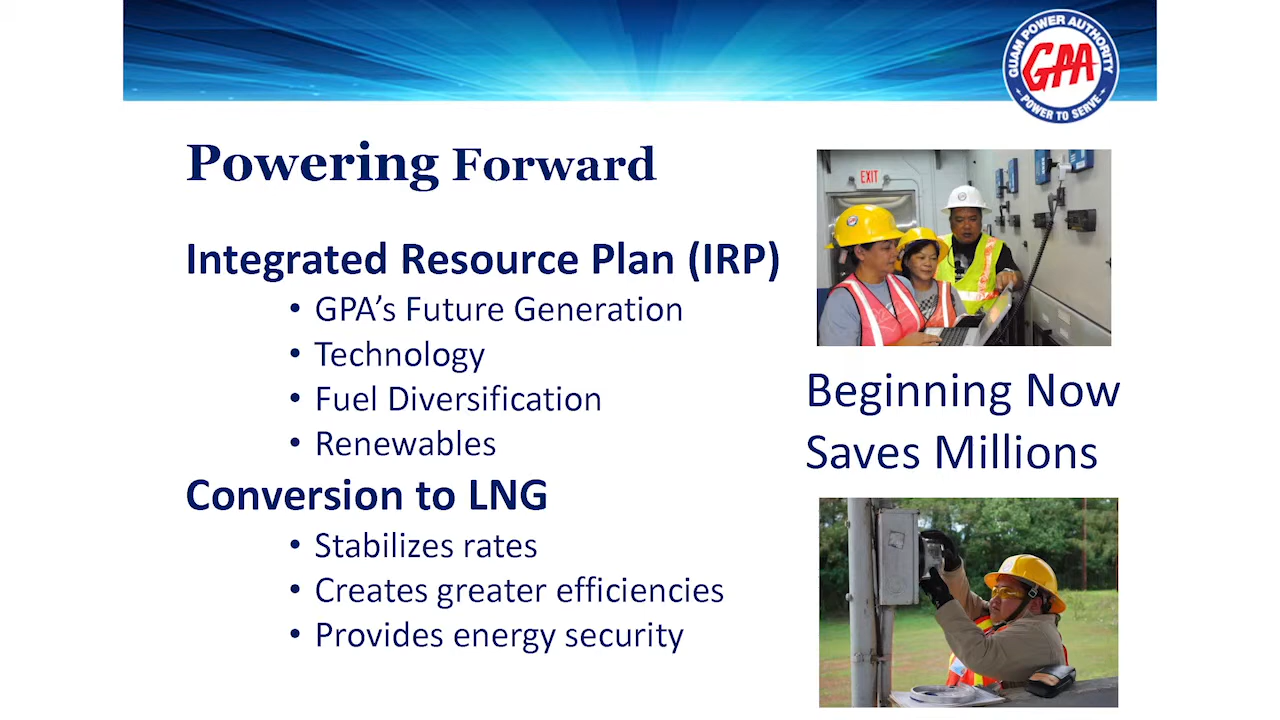 GUAM POWER AUTHORITY
GPA
POWER TO SERVE
Powering Forward
Integrated Resource Plan (IRP)
• GPA’s Future Generation
• Technology
• Fuel Diversification
• Renewables
Conversion to LNG
• Stabilizes rates
• Creates greater efficiencies
• Provides energy security
EXIT
Beginning Now
Saves Millions